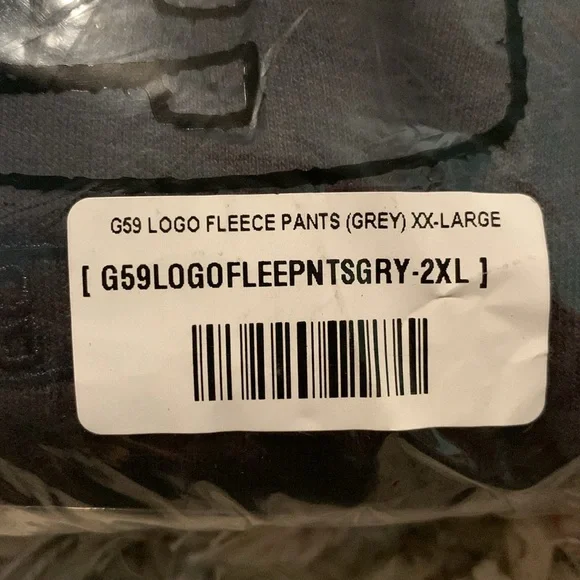 G59 LOGO FLEECE PANTS (GREY) XX-LARGE
[ G59LOGOFLEEPNTSGRY-2XL ]